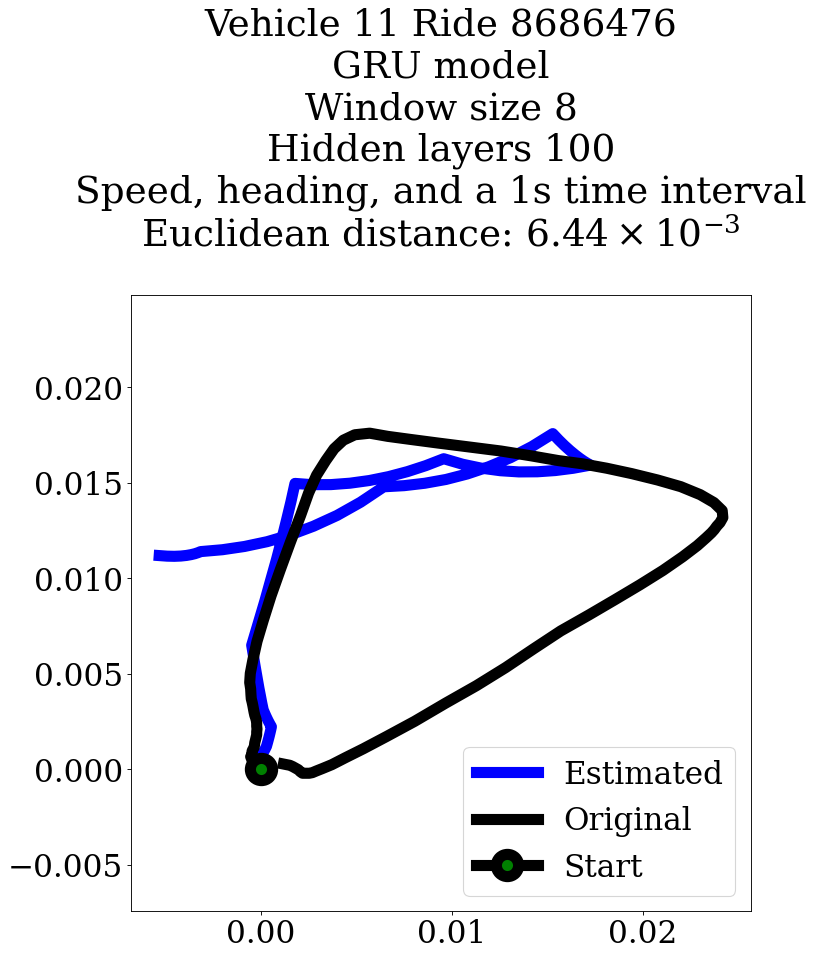 Vehicle 11 Ride 8686476
GRU model
Window size 8
Hidden layers 100
Speed, heading, and a 1s time interval
Euclidean distance: 6.44 × 10⁻³
0.020
0.015
0.010
0.005
0.000
−0.005
0.00 0.01 0.02
Estimated
Original
Start